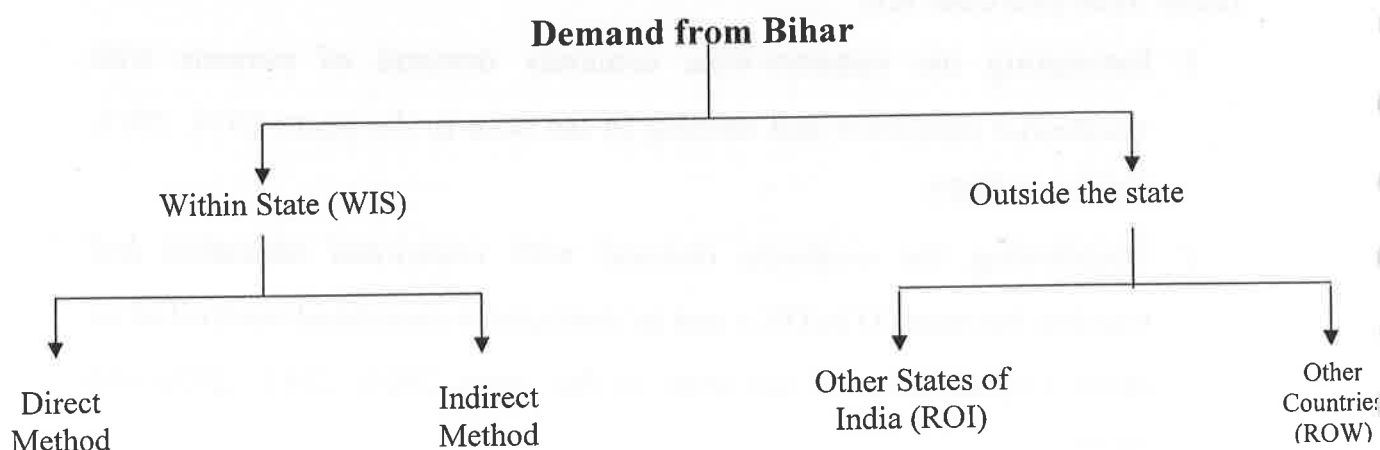 Demand from Bihar
Within State (WIS)
Outside the state
Direct
Method
Indirect
Method
Other States of
India (ROI)
Other
Countries
(ROW)